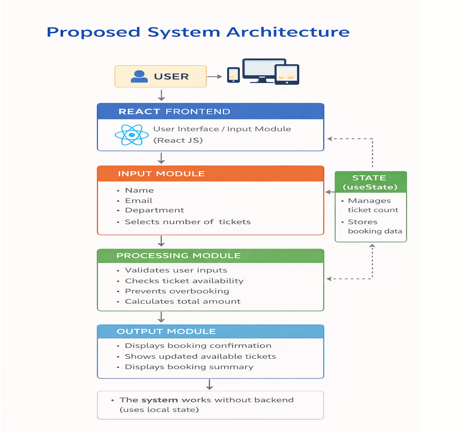 Proposed System Architecture
USER
REACT FRONTEND
User Interface / Input Module
(React JS)
INPUT MODULE
• Name
• Email
• Department
• Selects number of tickets
STATE
(useState)
• Manages
ticket count
• Stores
booking data
PROCESSING MODULE
• Validates user inputs
• Checks ticket availability
• Prevents overbooking
• Calculates total amount
OUTPUT MODULE
• Displays booking confirmation
• Shows updated available tickets
• Displays booking summary
• The system works without backend
(uses local state)